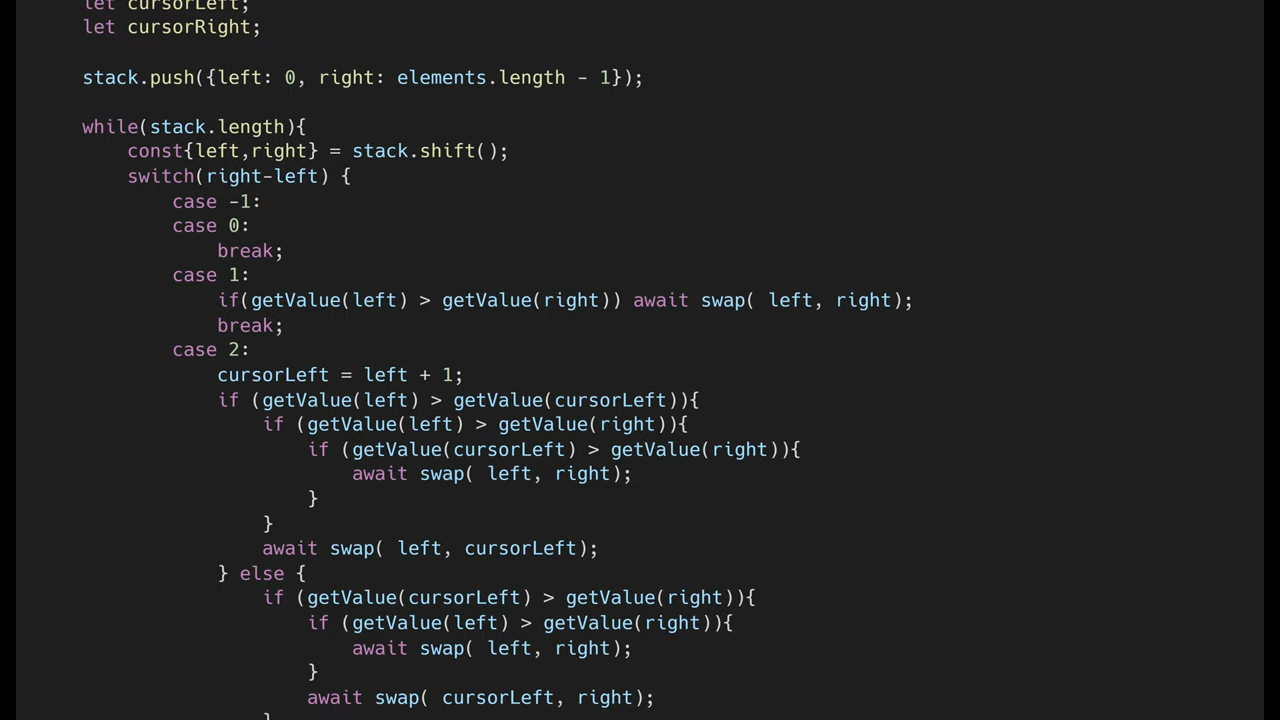 let cursorLeft;
let cursorRight;
stack.push({left: 0, right: elements.length - 1});
while(stack.length){
const{left,right} = stack.shift();
switch(right-left) {
case -1:
case 0:
break;
case 1:
if(getValue(left) > getValue(right)) await swap( left, right);
break;
case 2:
cursorLeft = left + 1;
if (getValue(left) > getValue(cursorLeft)){
if (getValue(left) > getValue(right)){
if (getValue(cursorLeft) > getValue(right)){
await swap( left, right);
}
}
await swap( left, cursorLeft);
} else {
if (getValue(cursorLeft) > getValue(right)){
if (getValue(left) > getValue(right)){
await swap( left, right);
}
await swap( cursorLeft, right);
}